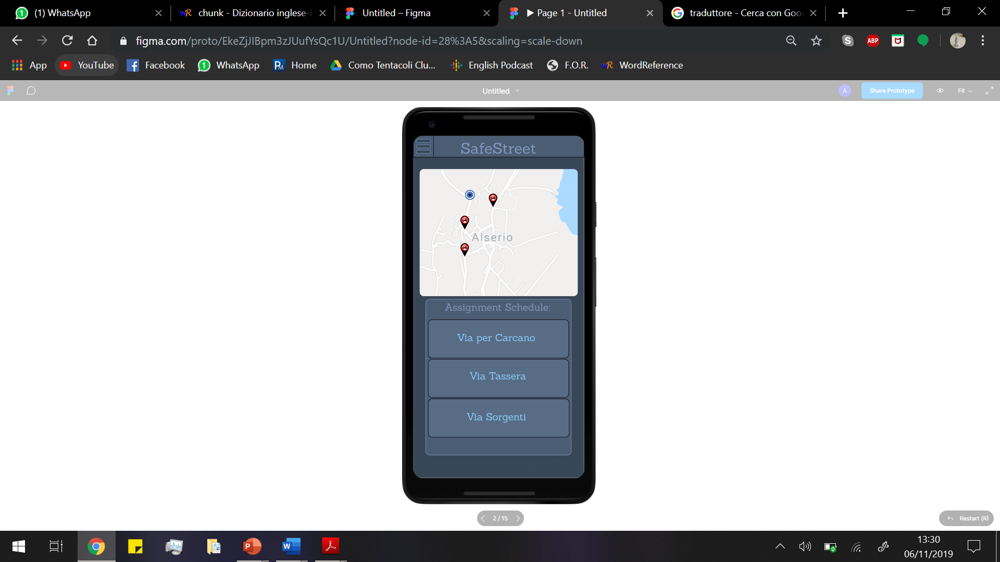 (1) WhatsApp
chunk - Dizionario inglese-i
Untitled – Figma
Page 1 - Untitled
traduttore - Cerca con Goo
figma.com/proto/EkeZjJIBpm3zJUufYsQc1U/Untitled?node-id=28%3A5&scaling=scale-down
App
YouTube
Facebook
WhatsApp
Home
Como Tentacoli Clu...
English Podcast
F.O.R.
WordReference
Untitled
A
Share Prototype
Fit
SafeStreet
Alserio
Assignment Schedule:
Via per Carcano
Via Tassera
Via Sorgenti
2 / 15
Restart (R)
13:30
06/11/2019